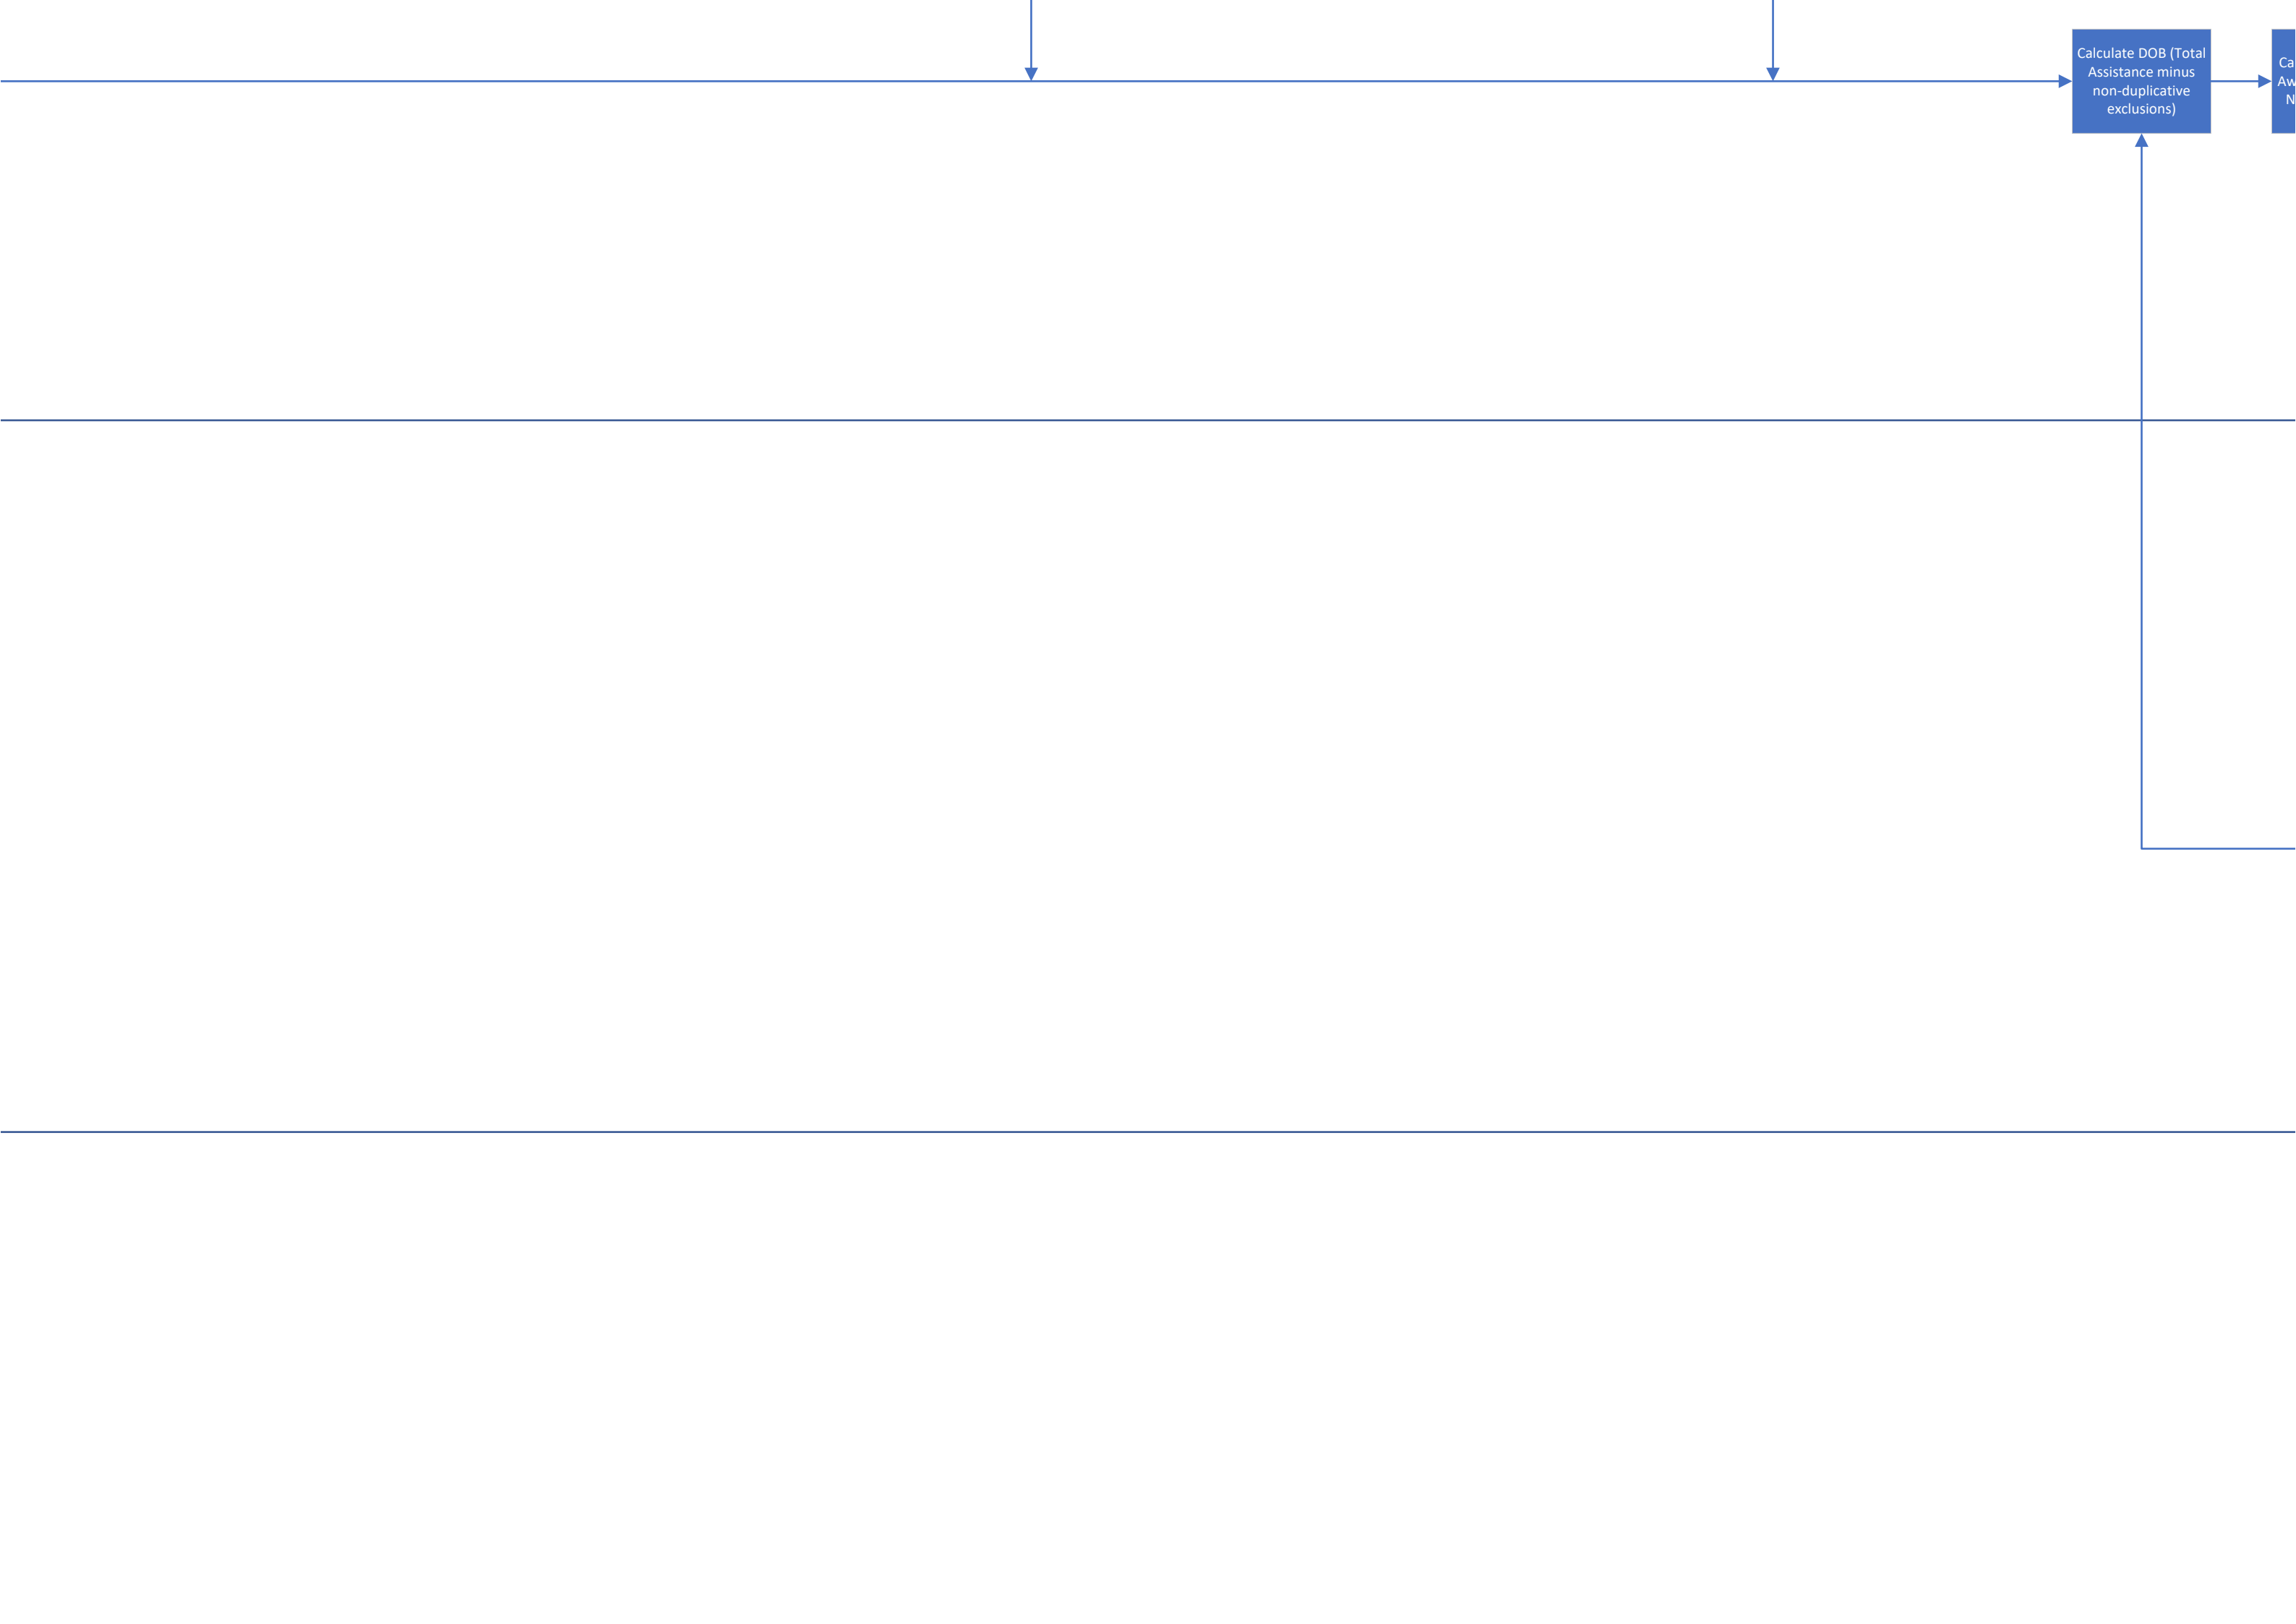 Calculate DOB (Total
Assistance minus
non-duplicative
exclusions)